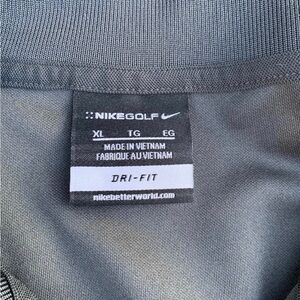 NIKEGOLF
XL TG EG
MADE IN VIETNAM
FABRIQUE AU VIETNAM
DRI-FIT
nikebetterworld.com